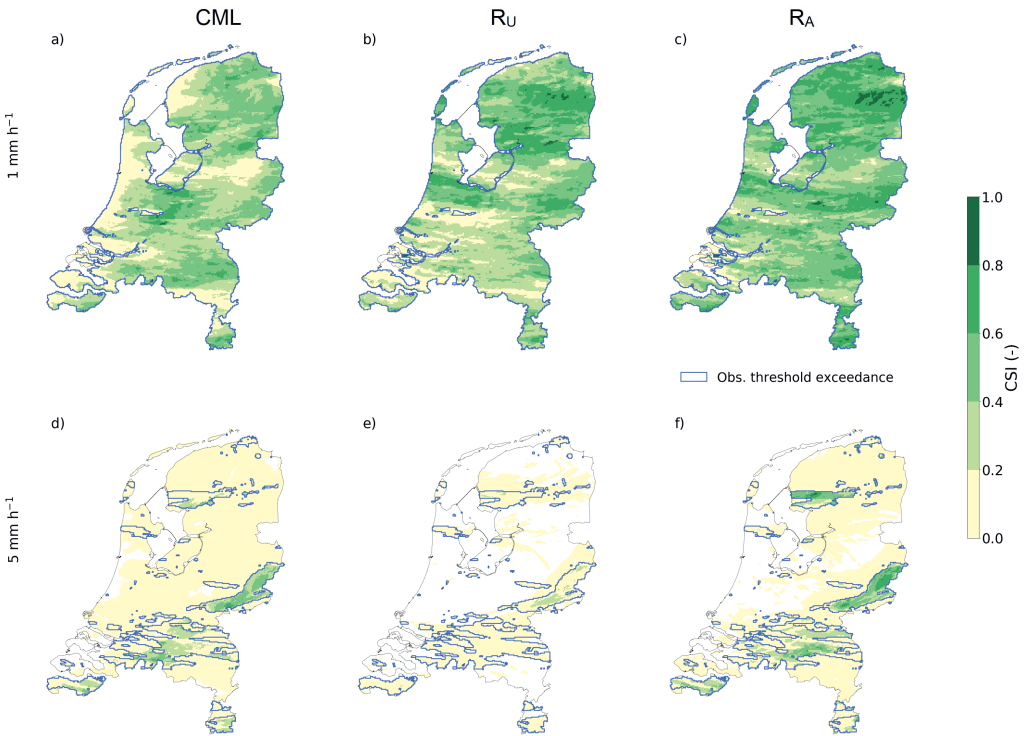 CML R_U R_A
a) b) c)
1 mm h⁻¹
1.0
0.8
0.6
0.4
0.2
0.0
CSI (-)
Obs. threshold exceedance
d) e) f)
5 mm h⁻¹